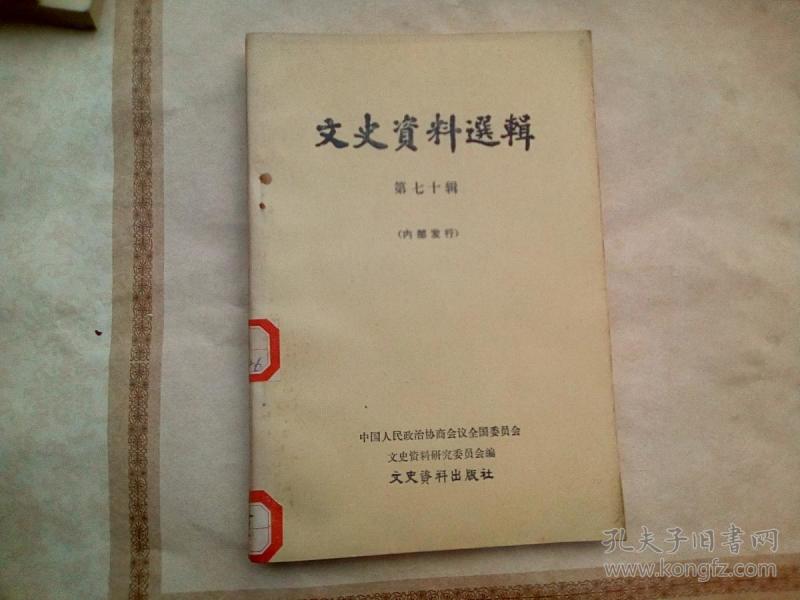 文史資料選輯
第七十辑
（内部发行）
中国人民政治协商会议全国委员会
文史资料研究委员会编
文史资料出版社
孔夫子旧书网
www.kongfz.com